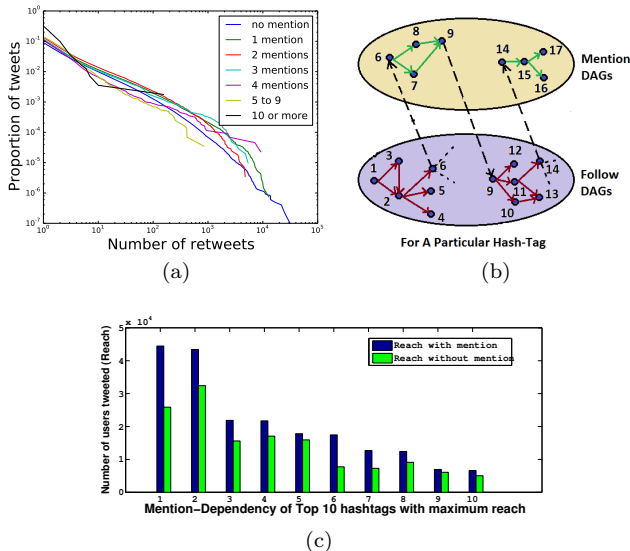 10^0
10^-1
10^-2
10^-3
10^-4
10^-5
10^-6
10^-7
Proportion of tweets
no mention
1 mention
2 mentions
3 mentions
4 mentions
5 to 9
10 or more
10^0 10^1 10^2 10^3 10^4 10^5
Number of retweets
(a)
6 8 9 7
14 15 17 16
Mention
DAGs
1 3 2 6 5 4
9 12 11 10 14 13
Follow
DAGs
For A Particular Hash-Tag
(b)
x 10^4
5
4
3
2
1
0
Number of users tweeted (Reach)
Reach with mention
Reach without mention
1 2 3 4 5 6 7 8 9 10
Mention-Dependency of Top 10 hashtags with maximum reach
(c)